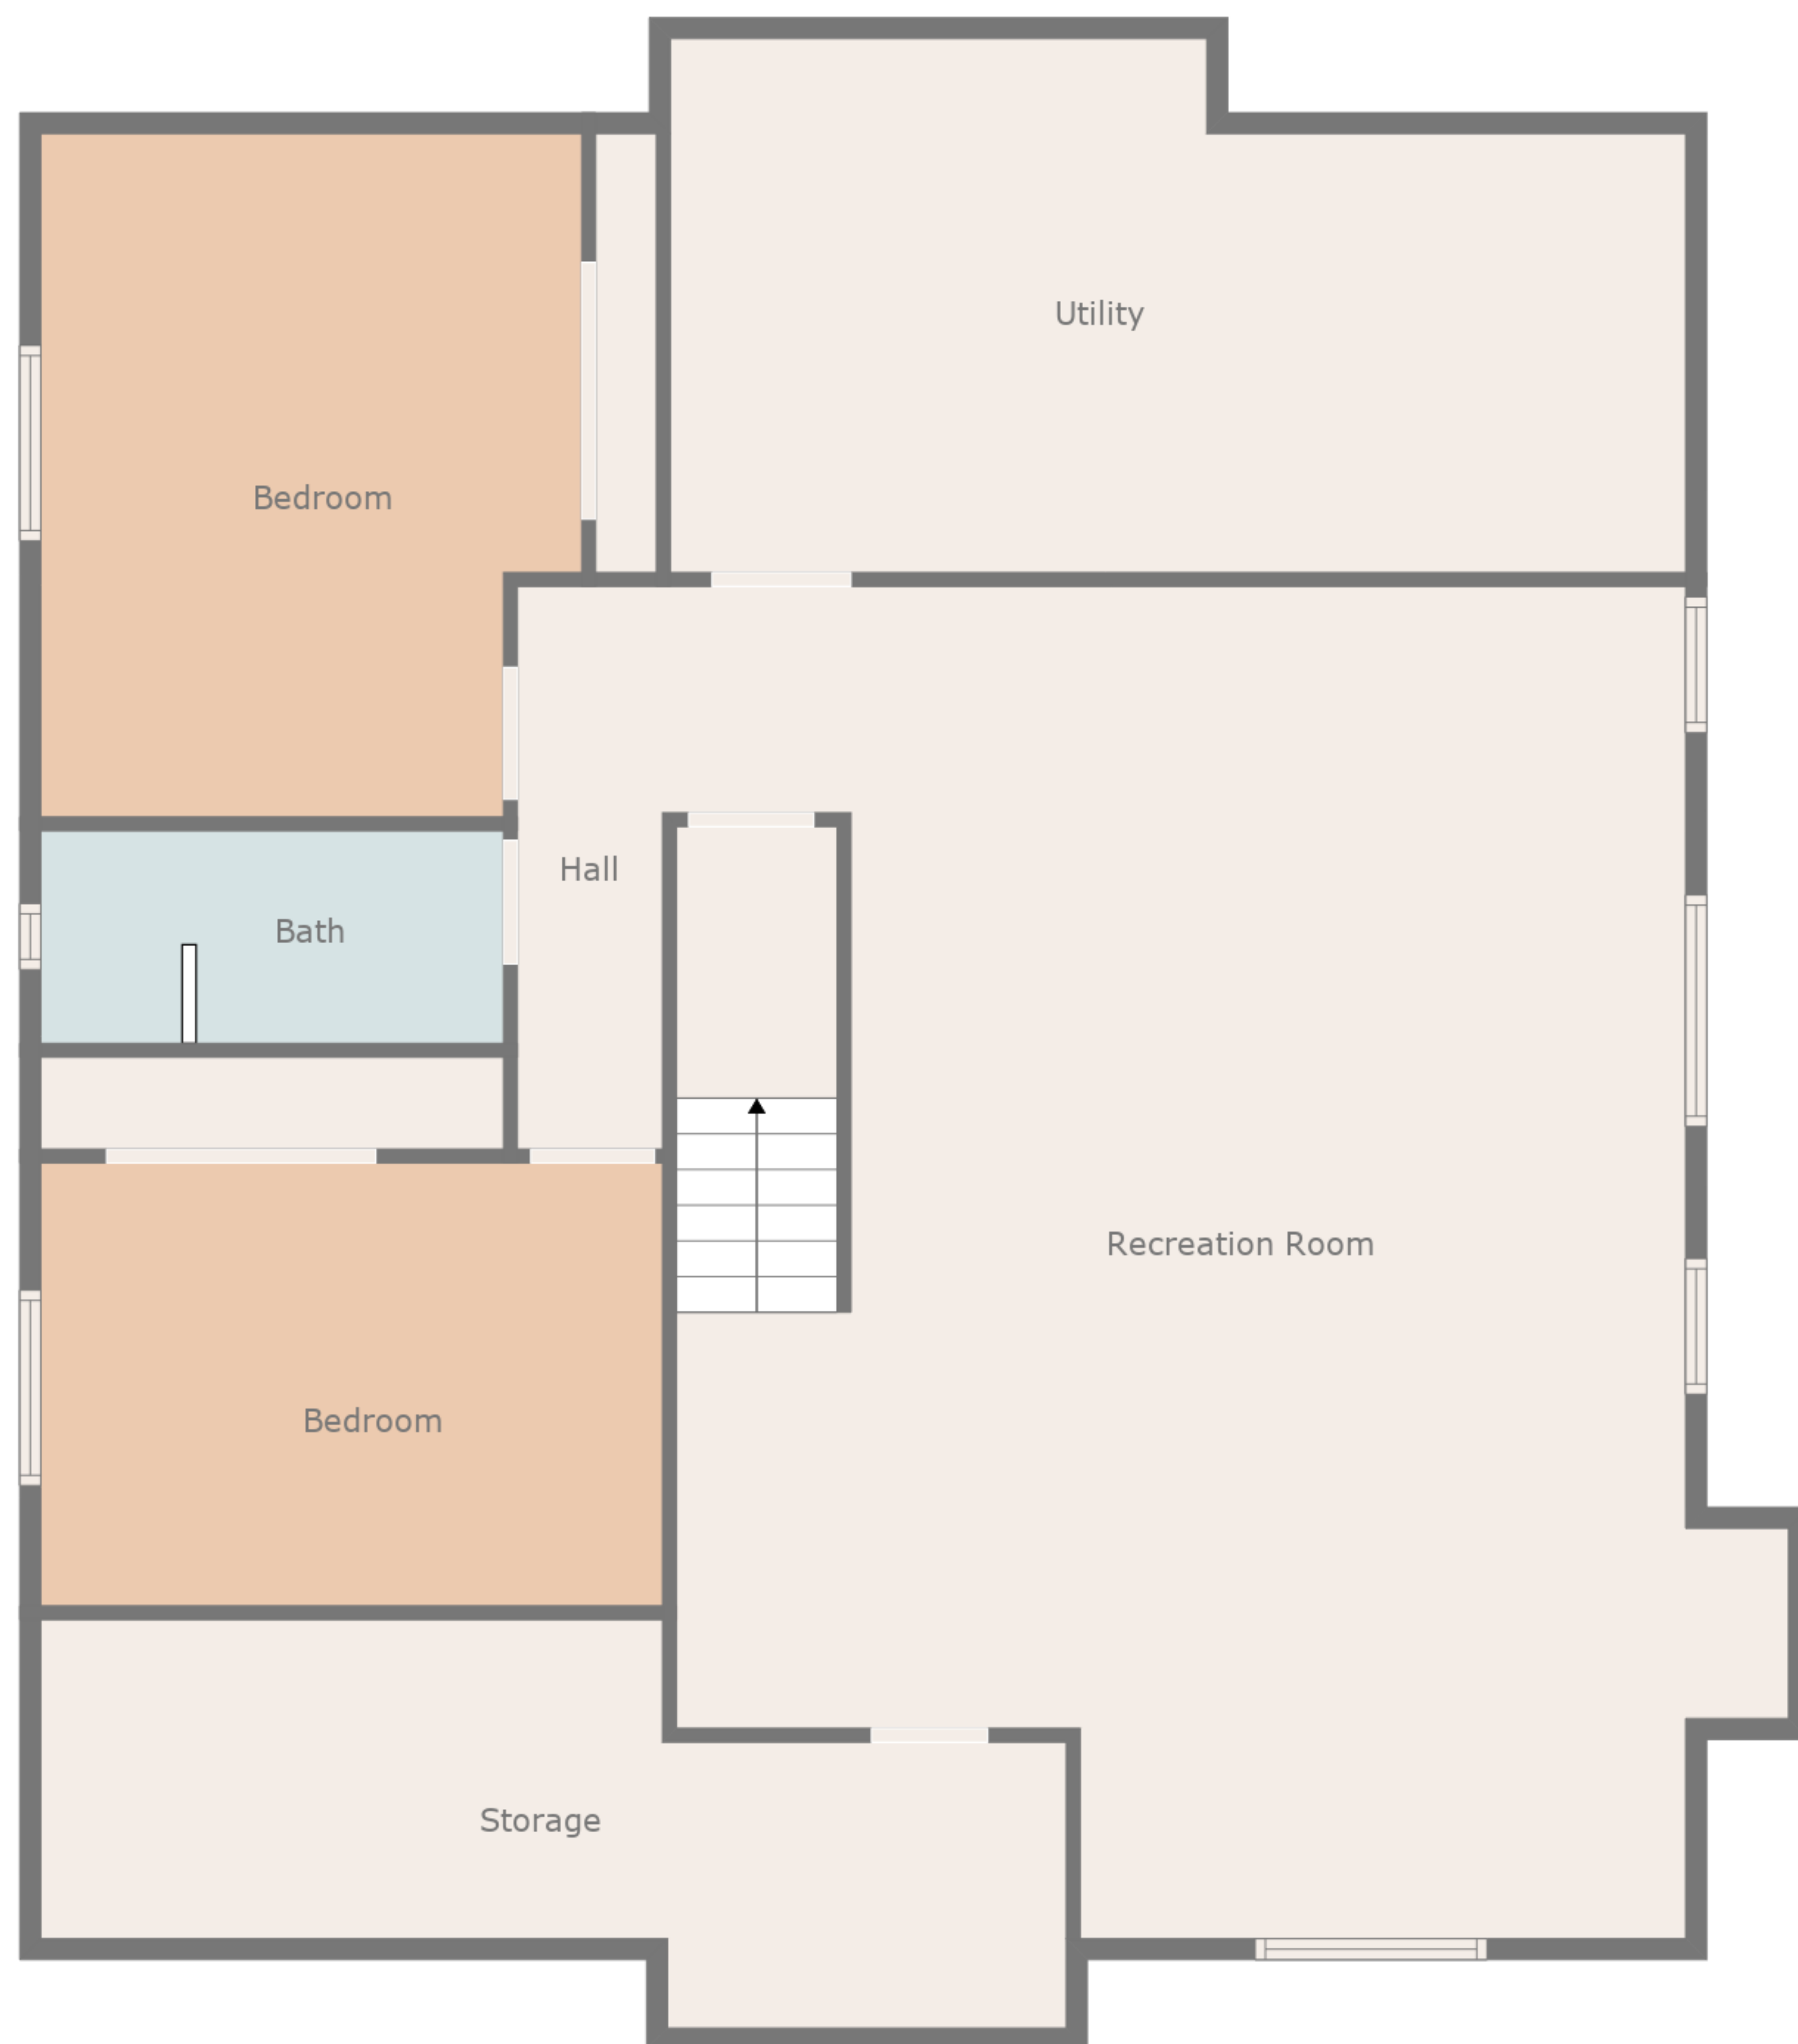 Utility
Bedroom
Hall
Bath
Recreation Room
Bedroom
Storage